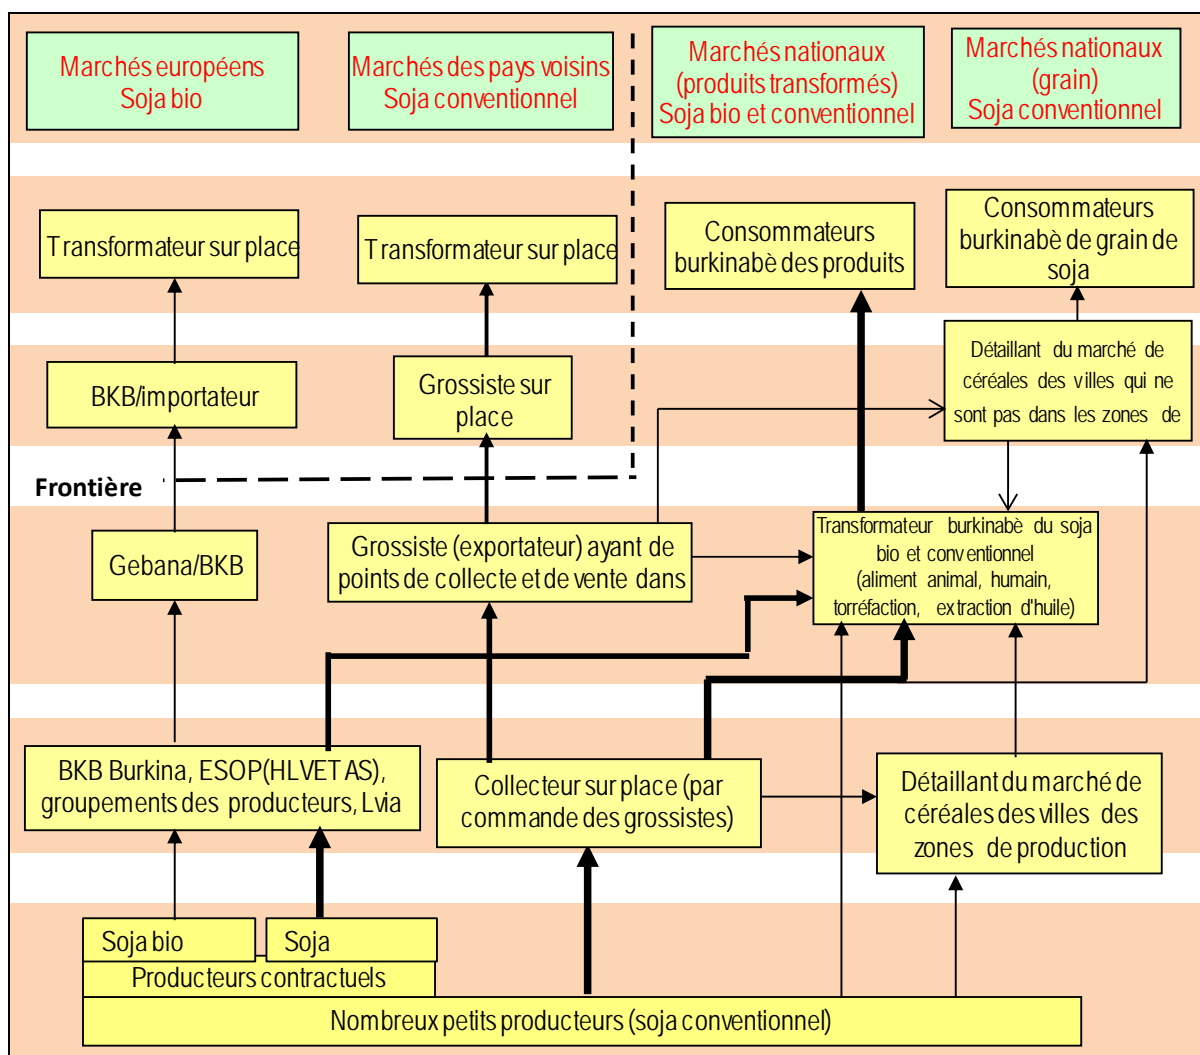 Marchés européens
Soja bio
Marchés des pays voisins
Soja conventionnel
Marchés nationaux
(produits transformés)
Soja bio et conventionnel
Marchés nationaux
(grain)
Soja conventionnel
Transformateur sur place
Transformateur sur place
Consommateurs
burkinabè des produits
Consommateurs
burkinabè de grain de
soja
BKB/importateur
Grossiste sur
place
Détaillant du marché de
céréales des villes qui ne
sont pas dans les zones de
Frontière
Gebana/BKB
Grossiste (exportateur) ayant de
points de collecte et de vente dans
Transformateur burkinabè du soja
bio et conventionnel
(aliment animal, humain,
torréfaction, extraction d'huile)
BKB Burkina, ESOP(HLVETAS),
groupements des producteurs, Lvia
Collecteur sur place (par
commande des grossistes)
Détaillant du marché de
céréales des villes des
zones de production
Soja bio
Soja
Producteurs contractuels
Nombreux petits producteurs (soja conventionnel)